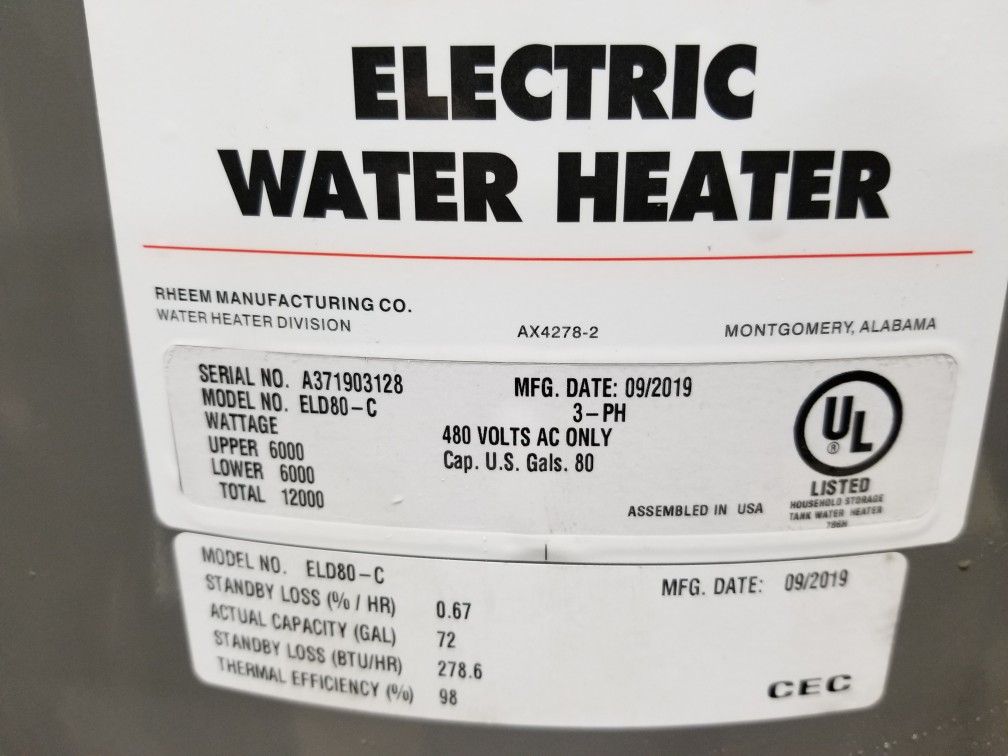 ELECTRIC
WATER HEATER
RHEEM MANUFACTURING CO.
WATER HEATER DIVISION
AX4278-2
MONTGOMERY, ALABAMA
SERIAL NO. A371903128
MODEL NO. ELD80-C
WATTAGE
UPPER 6000
LOWER 6000
TOTAL 12000
MFG. DATE: 09/2019
3-PH
480 VOLTS AC ONLY
Cap. U.S. Gals. 80
ASSEMBLED IN USA
UL
®
LISTED
HOUSEHOLD STORAGE
TANK WATER HEATER
786H
MODEL NO. ELD80-C
STANDBY LOSS (% / HR) 0.67
ACTUAL CAPACITY (GAL) 72
STANDBY LOSS (BTU/HR) 278.6
THERMAL EFFICIENCY (%) 98
MFG. DATE: 09/2019
CEC